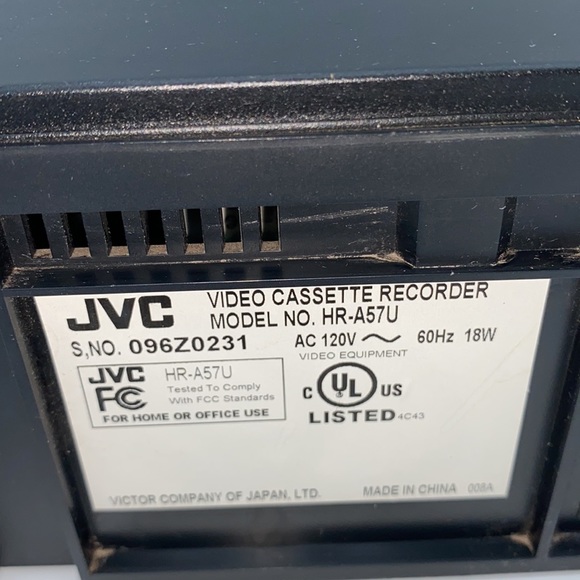 JVC VIDEO CASSETTE RECORDER
MODEL NO. HR-A57U
S,NO. 096Z0231 AC 120V ~ 60Hz 18W
VIDEO EQUIPMENT
JVC HR-A57U
FC Tested To Comply
With FCC Standards
FOR HOME OR OFFICE USE
C UL US
LISTED 4C43
VICTOR COMPANY OF JAPAN, LTD. MADE IN CHINA 008A